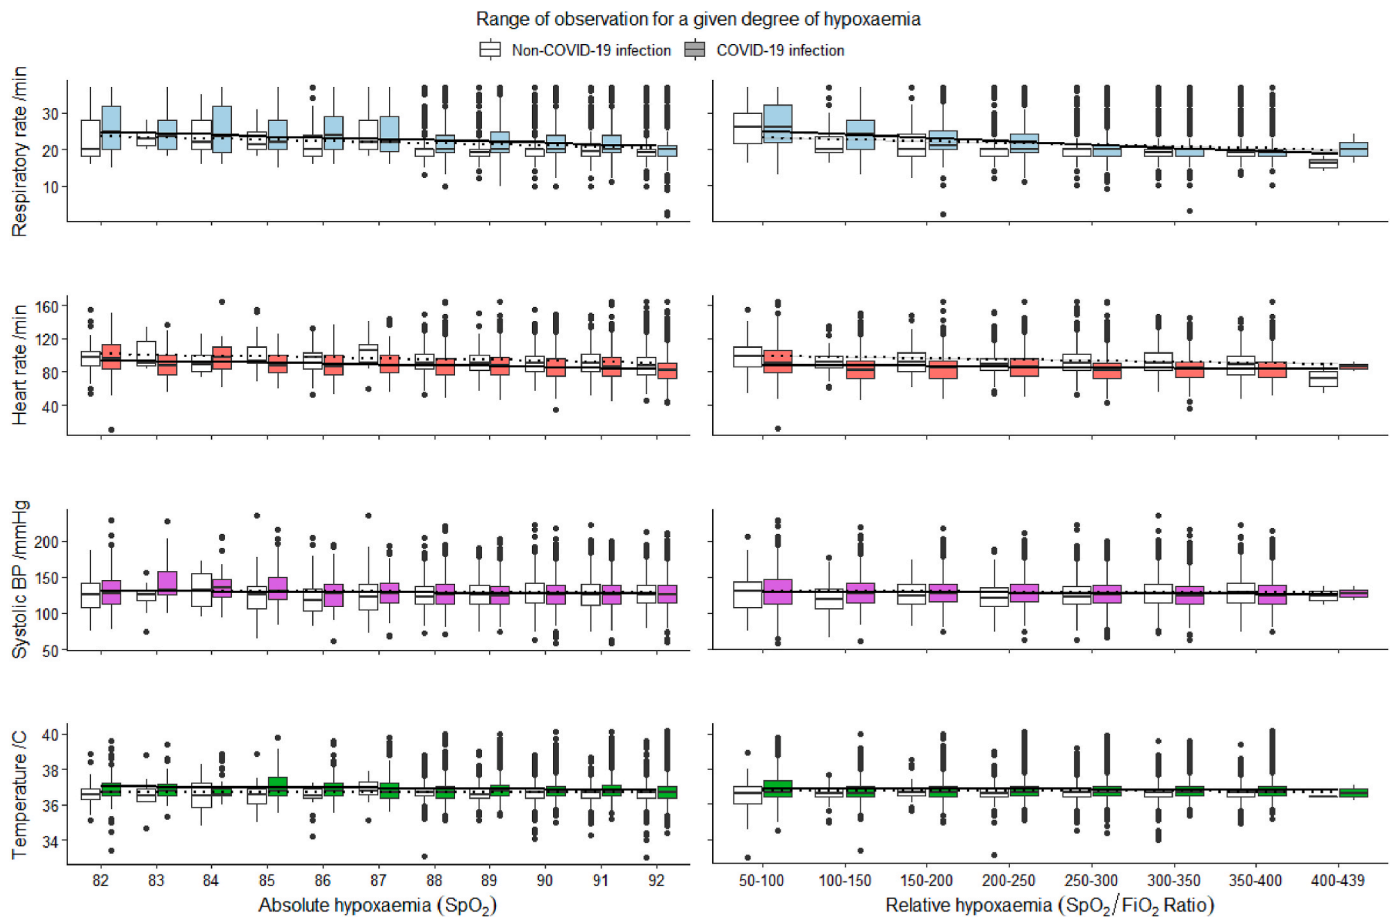 Range of observation for a given degree of hypoxaemia
Non-COVID-19 infection COVID-19 infection
Respiratory rate /min
30
20
10
Heart rate /min
160
120
80
40
Systolic BP /mmHg
200
150
100
50
Temperature /C
40
38
36
34
82 83 84 85 86 87 88 89 90 91 92
Absolute hypoxaemia (SpO₂)
50-100 100-150 150-200 200-250 250-300 300-350 350-400 400-439
Relative hypoxaemia (SpO₂/FiO₂ Ratio)